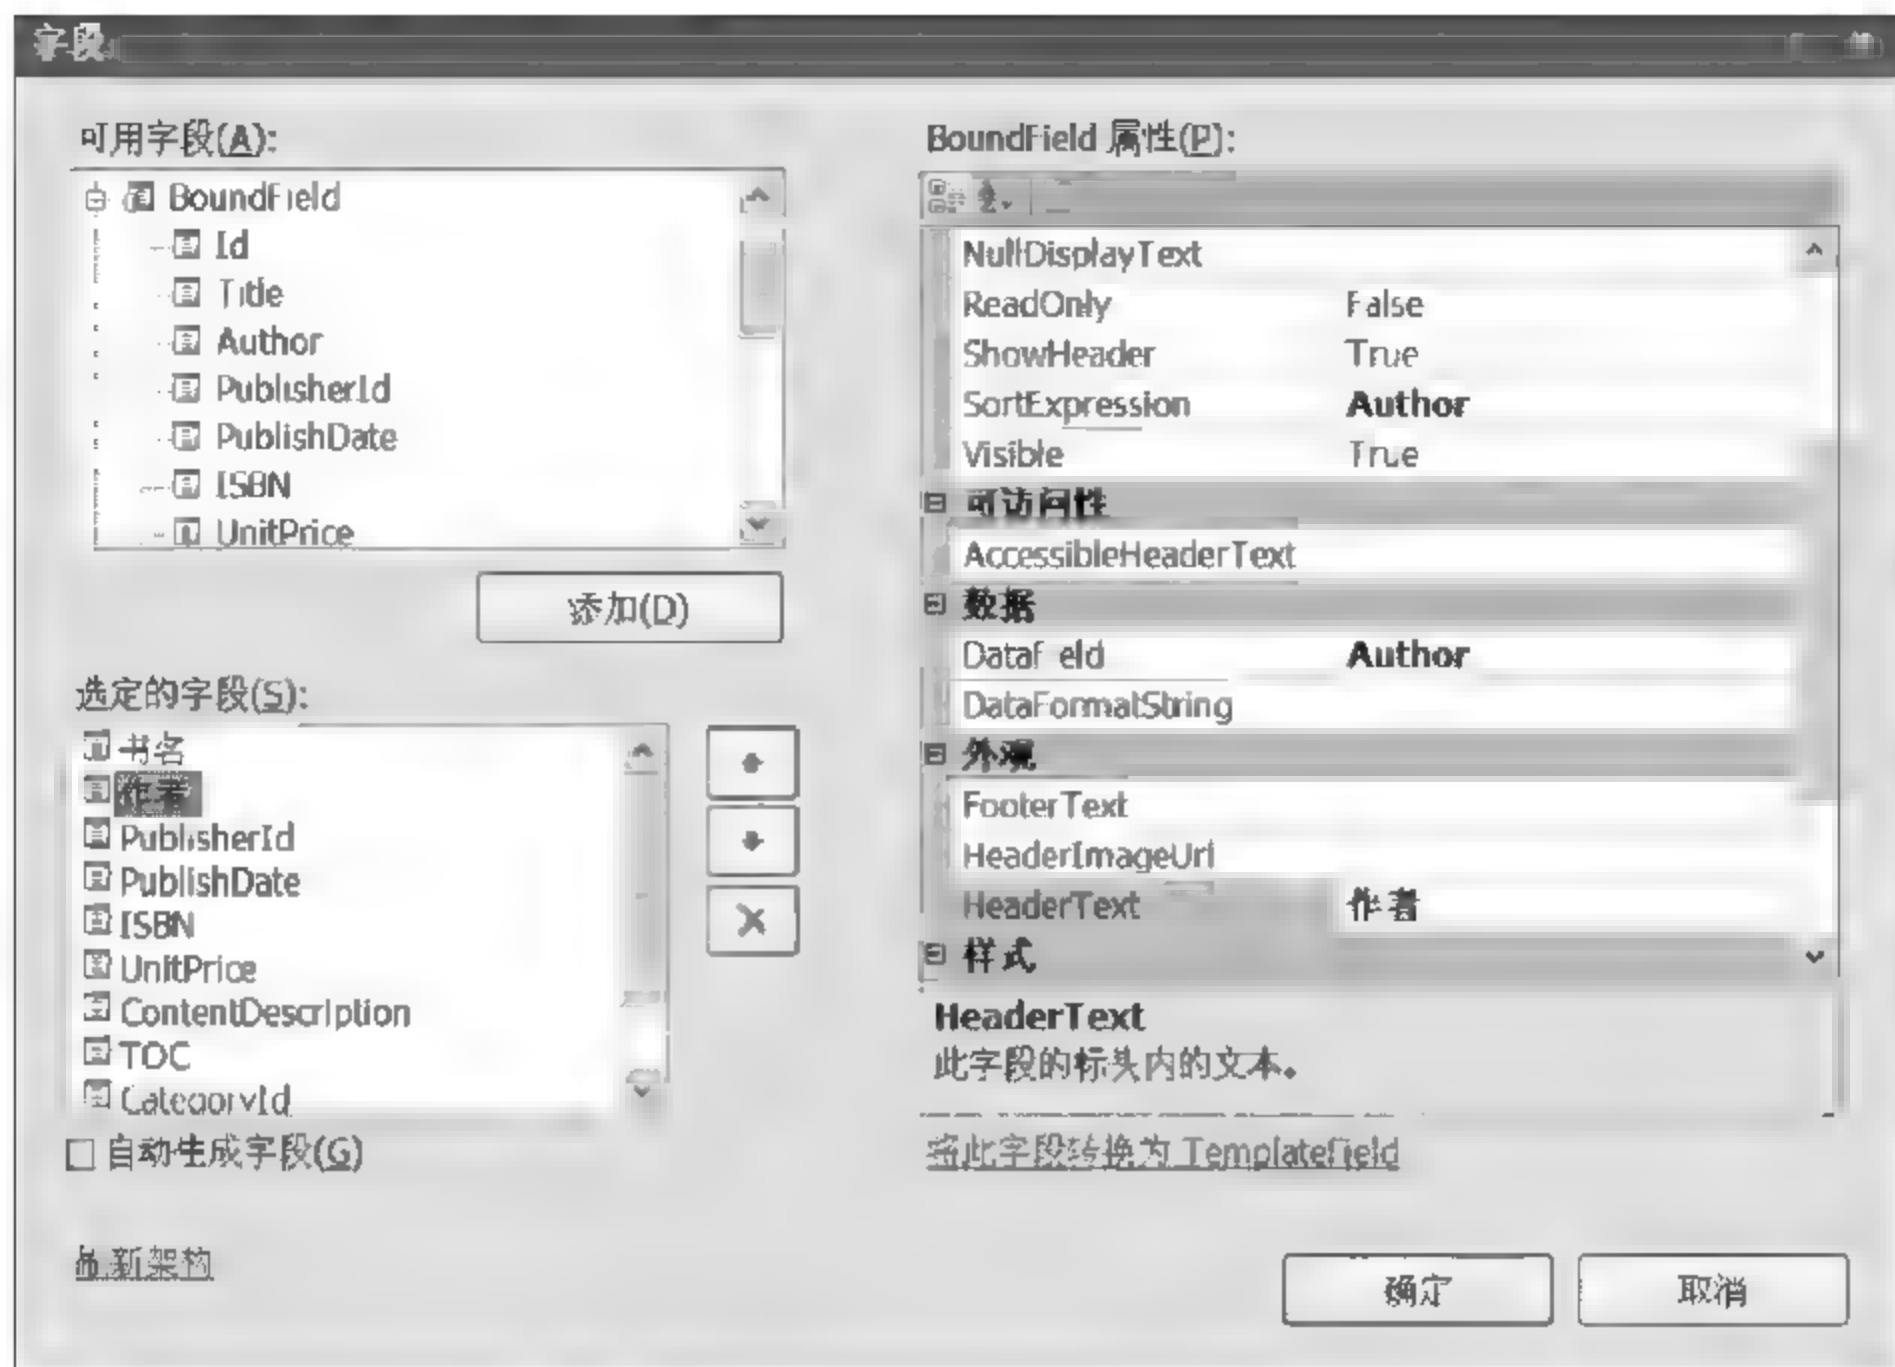 字段
可用字段(A):
BoundField
Id
Title
Author
PublisherId
PublishDate
ISBN
UnitPrice
添加(D)
选定的字段(S):
书名
作者
PublisherId
PublishDate
ISBN
UnitPrice
ContentDescription
TOC
CategoryId
自动生成字段(G)
刷新架构
BoundField 属性(P):
NullDisplayText
ReadOnly False
ShowHeader True
SortExpression Author
Visible True
可访问性
AccessibleHeaderText
数据
DataField Author
DataFormatString
外观
FooterText
HeaderImageUrl
HeaderText 作者
样式
HeaderText
此字段的标头内的文本。
将此字段转换为 TemplateField
确定
取消